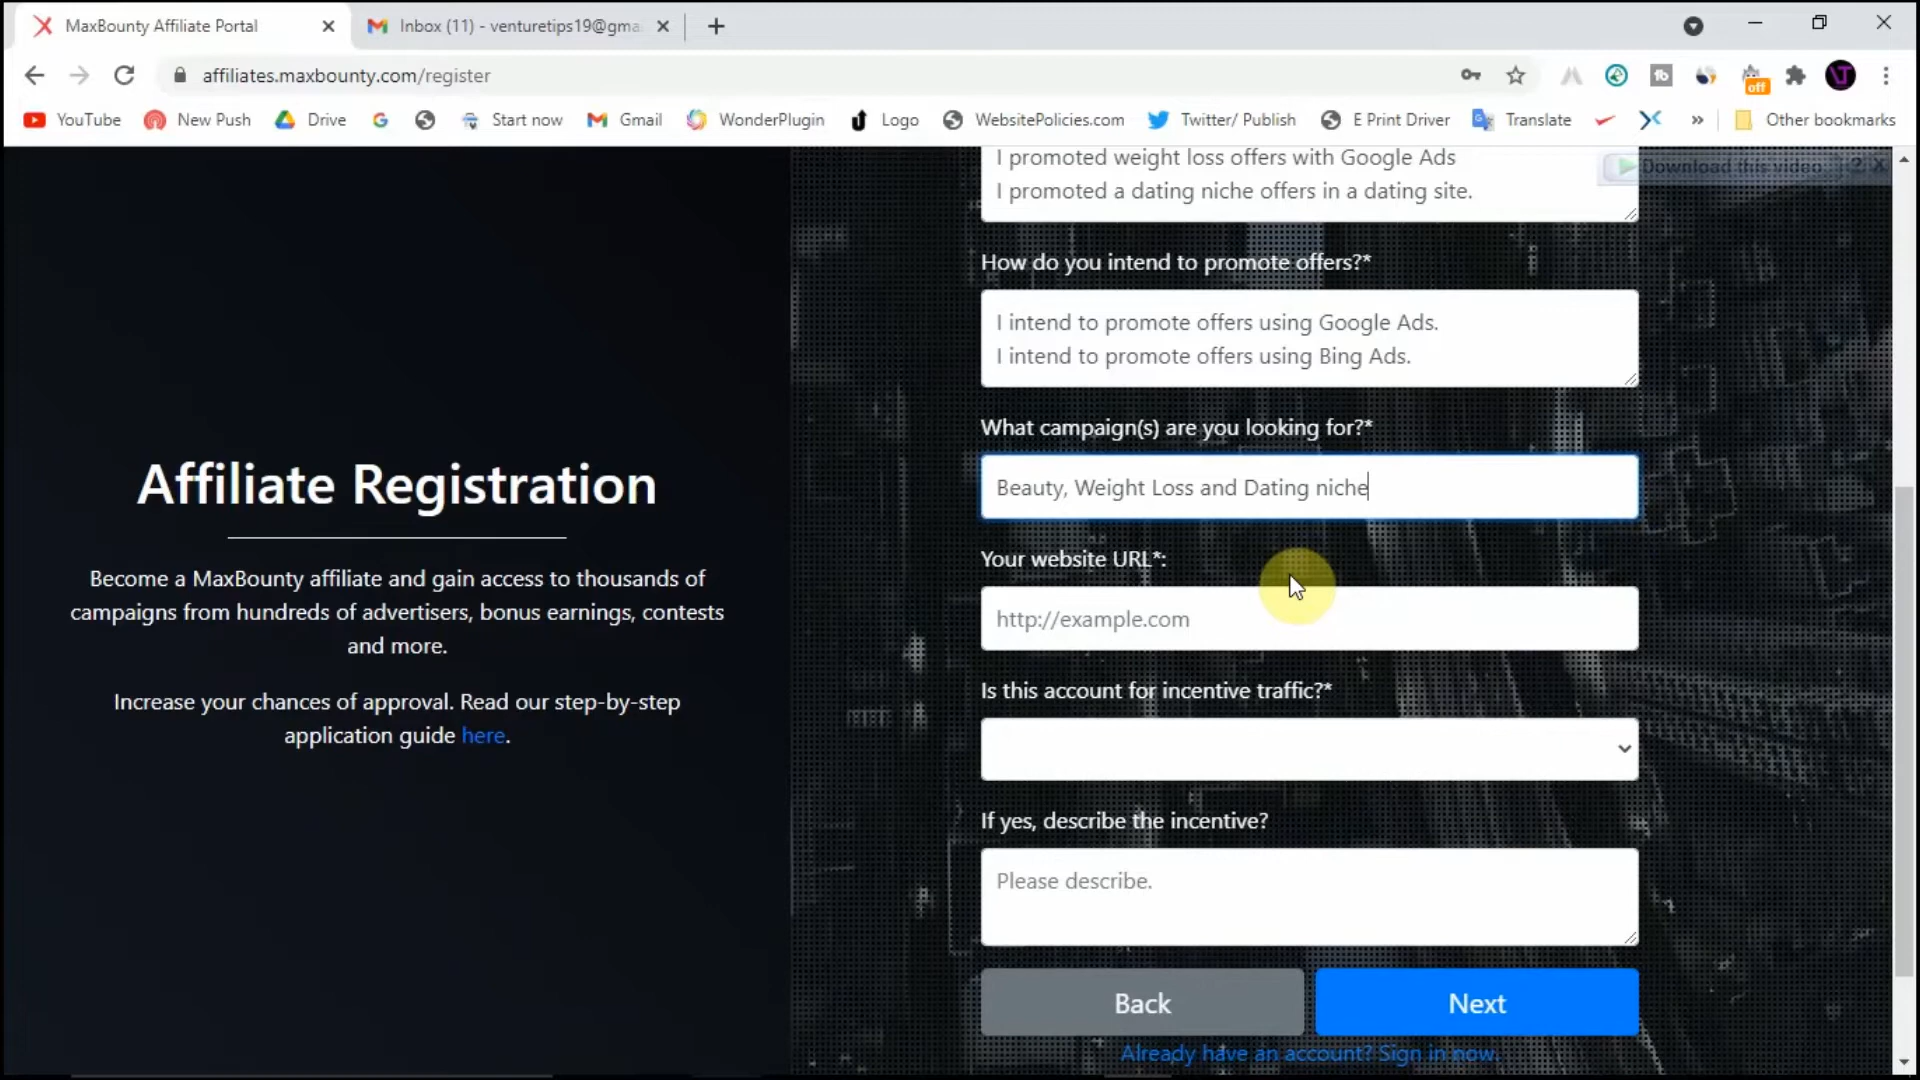 MaxBounty Affiliate Portal
Inbox (11) - venturetips19@gma
affiliates.maxbounty.com/register
off
YouTube
New Push
Drive
Start now
Gmail
WonderPlugin
Logo
WebsitePolicies.com
Twitter/ Publish
E Print Driver
Translate
»
Other bookmarks
Download this video
?
X
I promoted weight loss offers with Google Ads
I promoted a dating niche offers in a dating site.
How do you intend to promote offers?*
I intend to promote offers using Google Ads.
I intend to promote offers using Bing Ads.
What campaign(s) are you looking for?*
Beauty, Weight Loss and Dating niche
Your website URL*:
http://example.com
Is this account for incentive traffic?*
If yes, describe the incentive?
Please describe.
Back
Next
Already have an account? Sign in now.
Affiliate Registration
Become a MaxBounty affiliate and gain access to thousands of
campaigns from hundreds of advertisers, bonus earnings, contests
and more.
Increase your chances of approval. Read our step-by-step
application guide here.